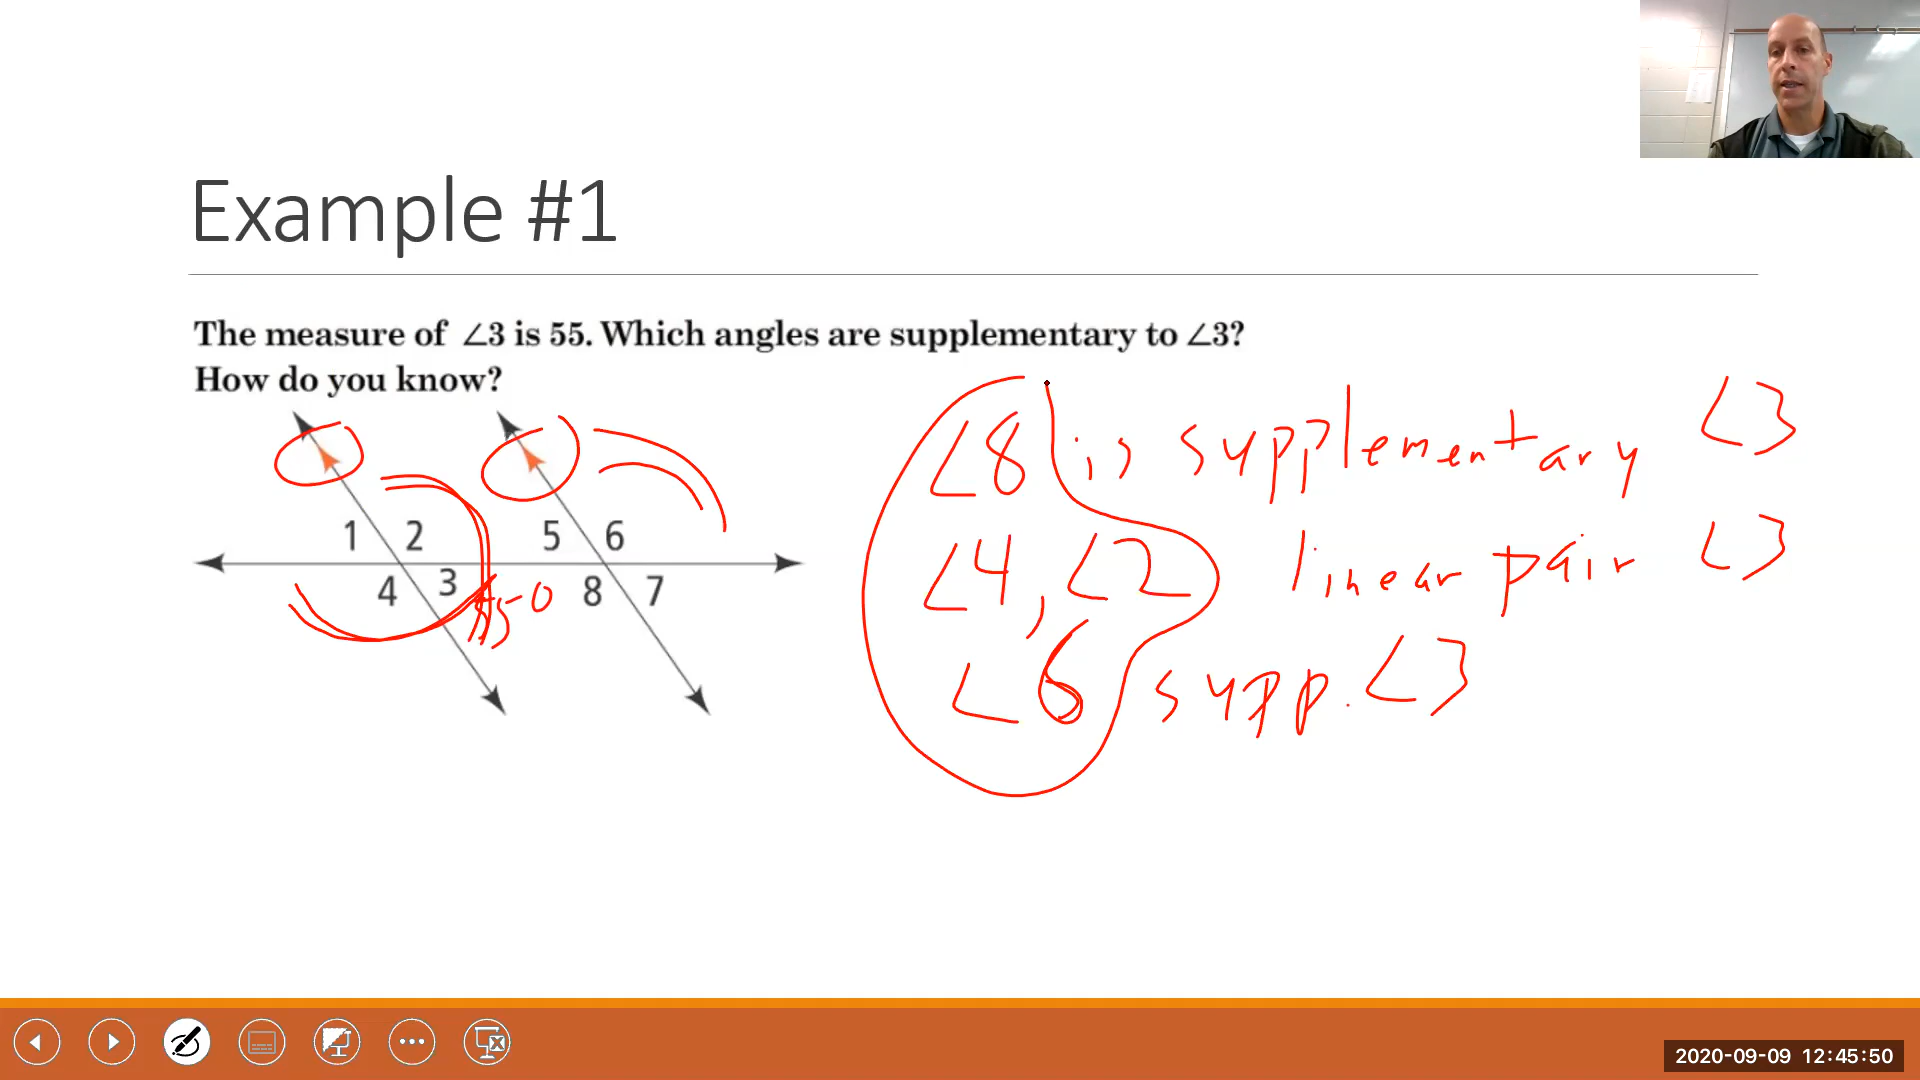 Example #1
The measure of ∠3 is 55. Which angles are supplementary to ∠3?
How do you know?
∠8 is supplementary ∠3
1 2 5 6
∠4, ∠2 linear pair ∠3
4 3 8 7
∠6 supp. ∠3
2020-09-09 12:45:50